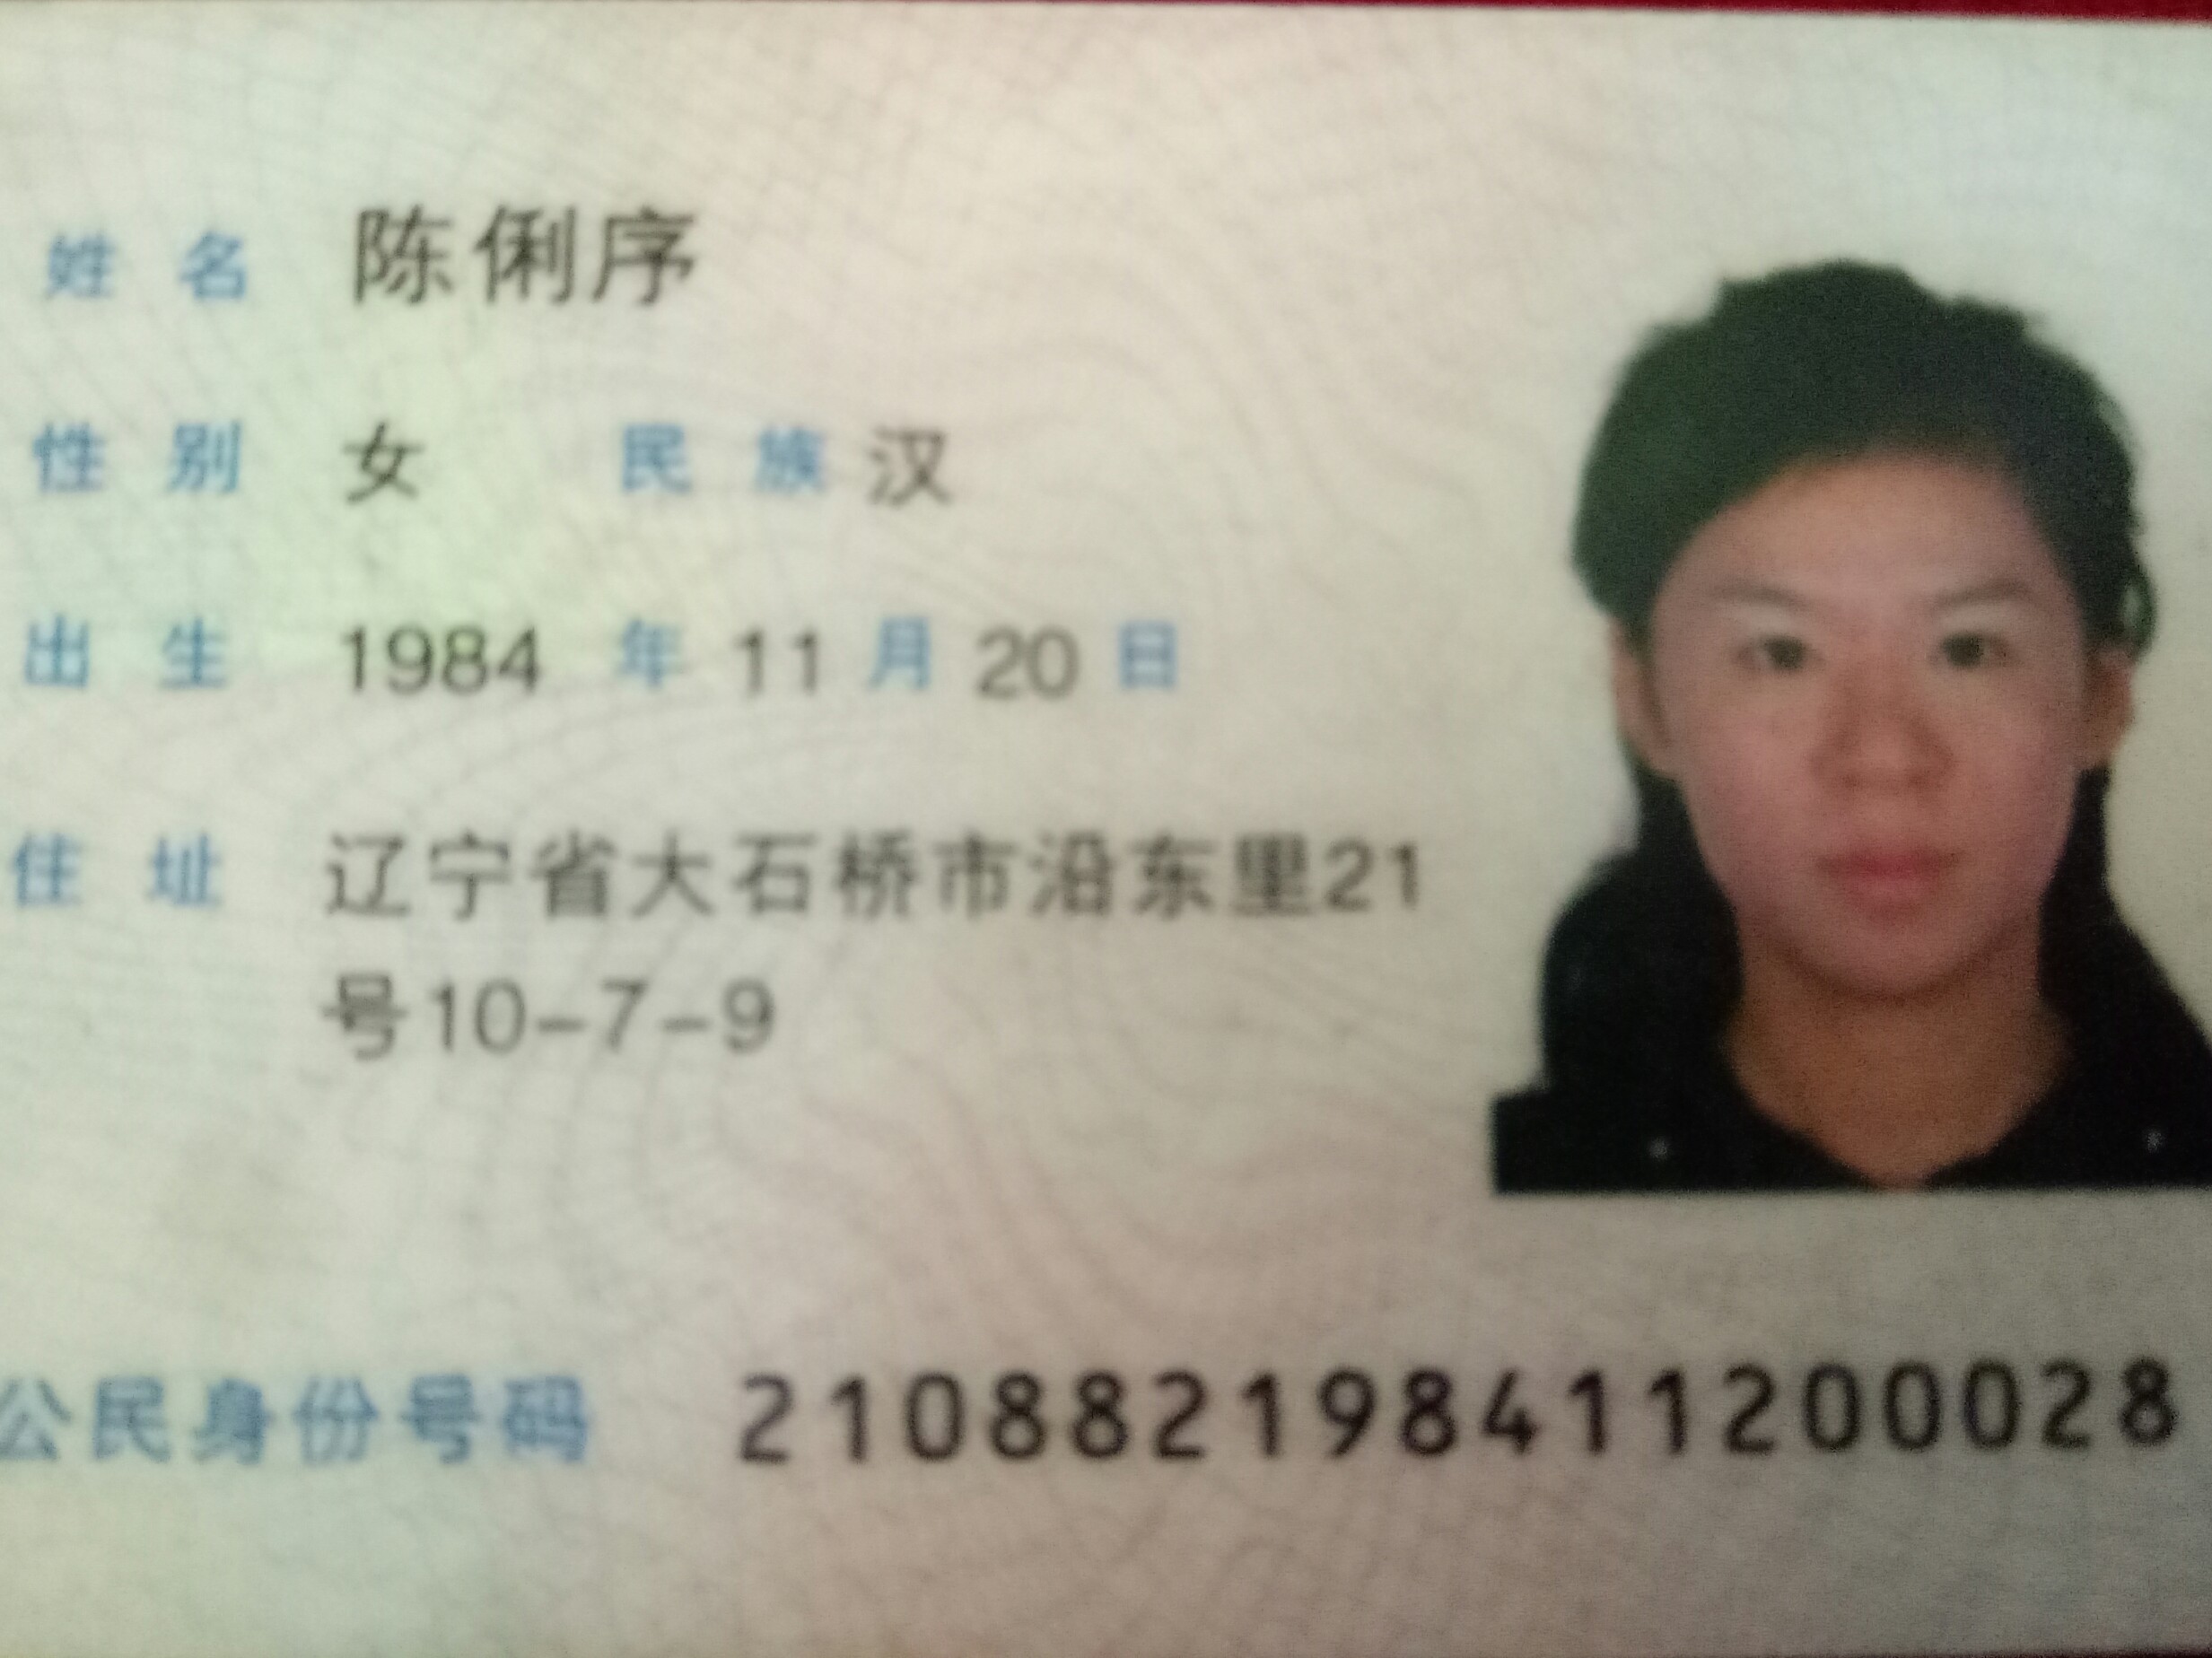 姓名 陈俐序
性别 女 民族 汉
出生 1984 年 11 月 20 日
住址 辽宁省大石桥市沿东里21
号10-7-9
公民身份号码 210882198411200028